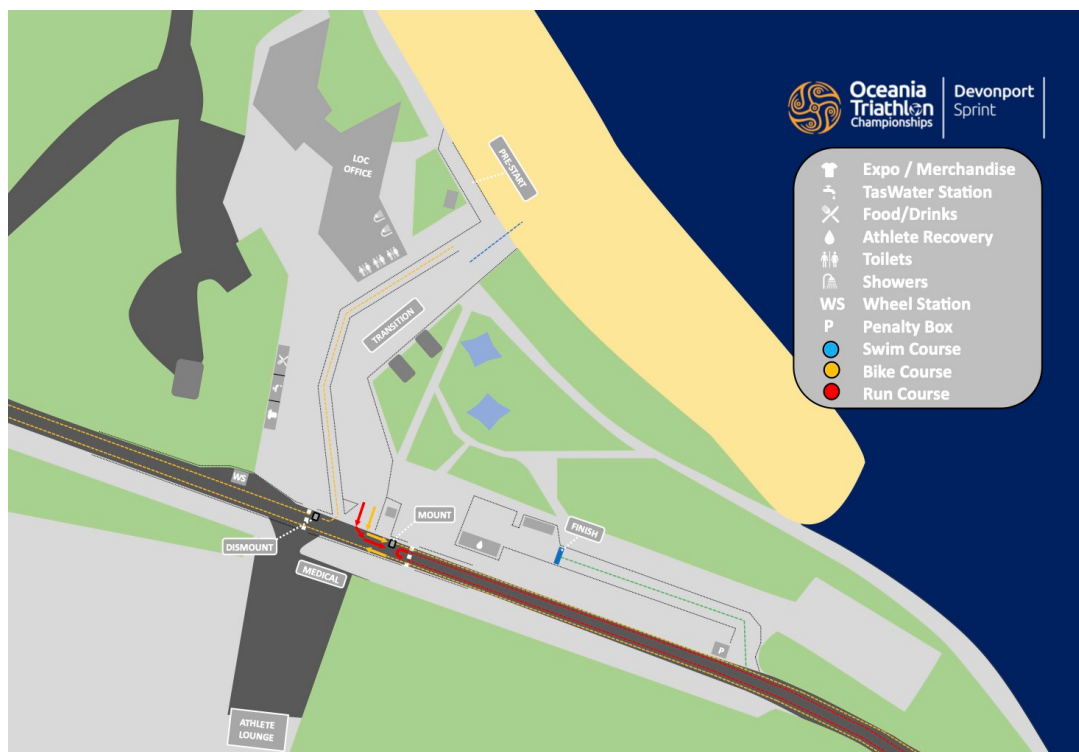 Oceania
Triathlon
Championships
Devonport
Sprint
Expo / Merchandise
TasWater Station
Food/Drinks
Athlete Recovery
Toilets
Showers
WS Wheel Station
P Penalty Box
Swim Course
Bike Course
Run Course
PRE-START
LOC
OFFICE
TRANSITION
WS
MOUNT
FINISH
DISMOUNT
MEDICAL
P
ATHLETE
LOUNGE